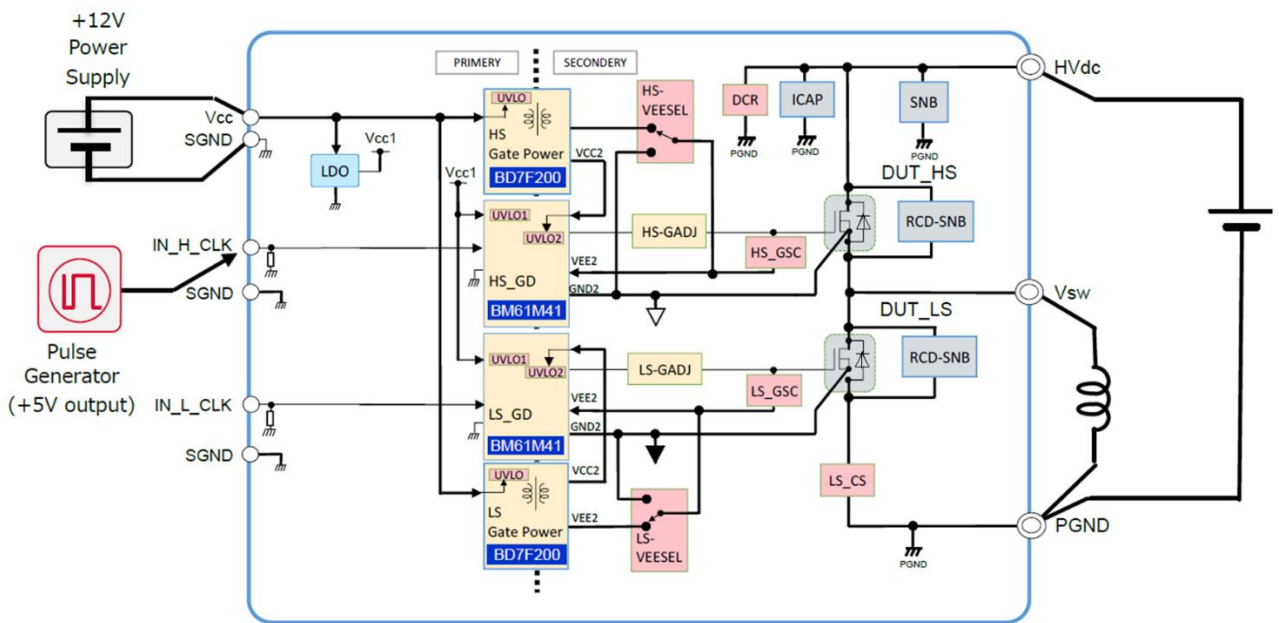 +12V
Power
Supply
Vcc
SGND
PRIMERY
SECONDERY
UVLO
HS
Gate Power
VCC2
BD7F200
HS-
VEESEL
DCR
PGND
ICAP
PGND
SNB
PGND
HVdc
LDO
Vcc1
Vcc1
UVLO1
UVLO2
HS-GADJ
HS_GSC
VEE2
GND2
HS_GD
BM61M41
DUT_HS
RCD-SNB
IN_H_CLK
SGND
Pulse
Generator
(+5V output)
Vsw
DUT_LS
RCD-SNB
UVLO1
UVLO2
LS-GADJ
LS_GSC
VEE2
GND2
LS_GD
BM61M41
IN_L_CLK
SGND
UVLO
LS
Gate Power
VCC2
VEE2
BD7F200
LS-
VEESEL
LS_CS
PGND
PGND